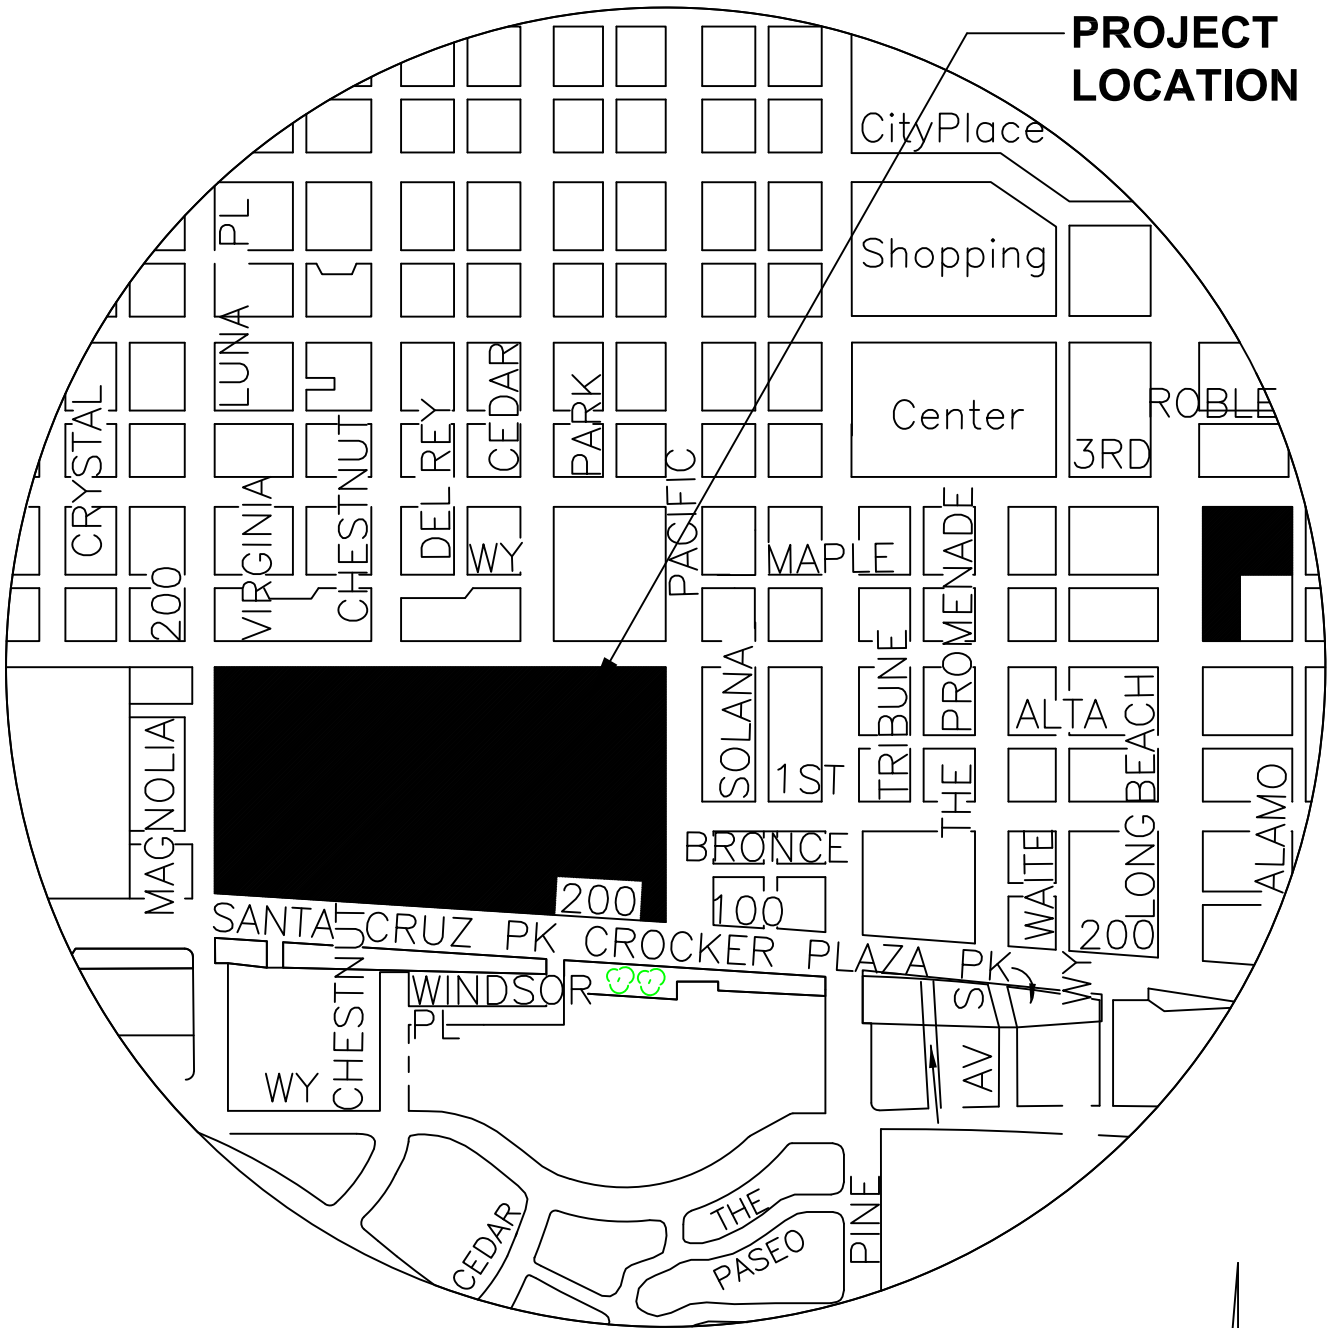 PROJECT
LOCATION
CityPlace
Shopping
Center
LUNA PL
CRYSTAL
200
VIRGINIA
CHESTNUT
DEL REY
CEDAR
PARK
PACIFIC
WY
MAPLE
ROBLE
3RD
THE PROMENADE
TRIBUNE
SOLANA
1ST
ALTA
LONG BEACH
ALAMO
MAGNOLIA
BRONCE
WAITE
200
100
200
SANTA CRUZ PK
CROCKER PLAZA PK
CHESTNUT
WINDSOR
PL
WY
S
WY
AV
CEDAR
THE
PASEO
PINE